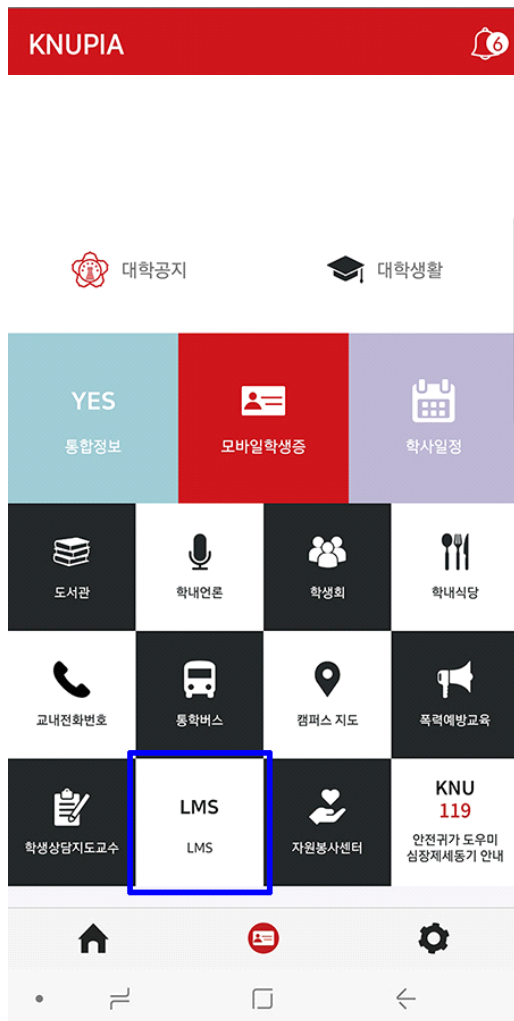 KNUPIA
6
대학공지
대학생활
YES
통합정보
모바일학생증
학사일정
도서관
학내언론
학생회
학내식당
교내전화번호
통학버스
캠퍼스 지도
폭력예방교육
학생상담지도교수
LMS
LMS
자원봉사센터
KNU
119
안전귀가 도우미
심장제세동기 안내